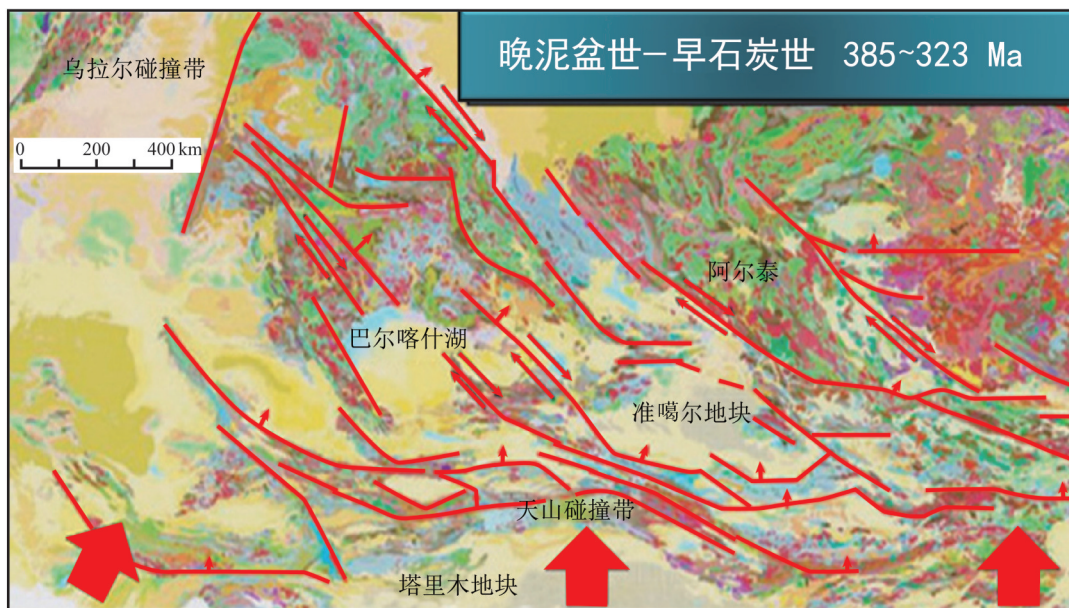 晚泥盆世—早石炭世 385~323 Ma
乌拉尔碰撞带
0 200 400 km
阿尔泰
巴尔喀什湖
准噶尔地块
天山碰撞带
塔里木地块